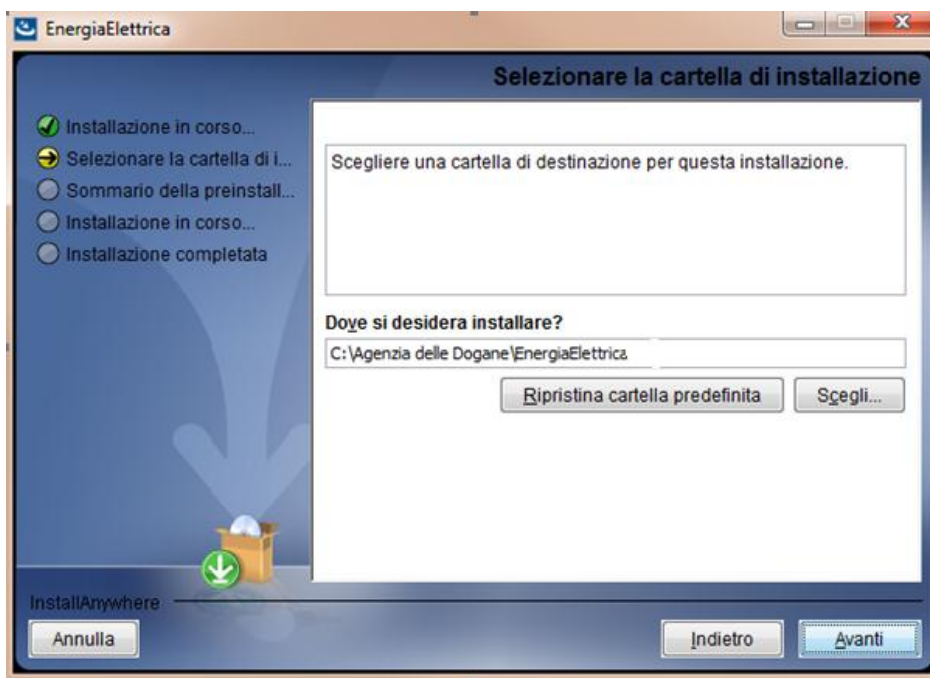 EnergiaElettrica
Selezionare la cartella di installazione
Installazione in corso...
Selezionare la cartella di i...
Sommario della preinstall...
Installazione in corso...
Installazione completata
Scegliere una cartella di destinazione per questa installazione.
Dove si desidera installare?
C:\Agenzia delle Dogane\EnergiaElettrica
Ripristina cartella predefinita
Scegli...
InstallAnywhere
Annulla
Indietro
Avanti